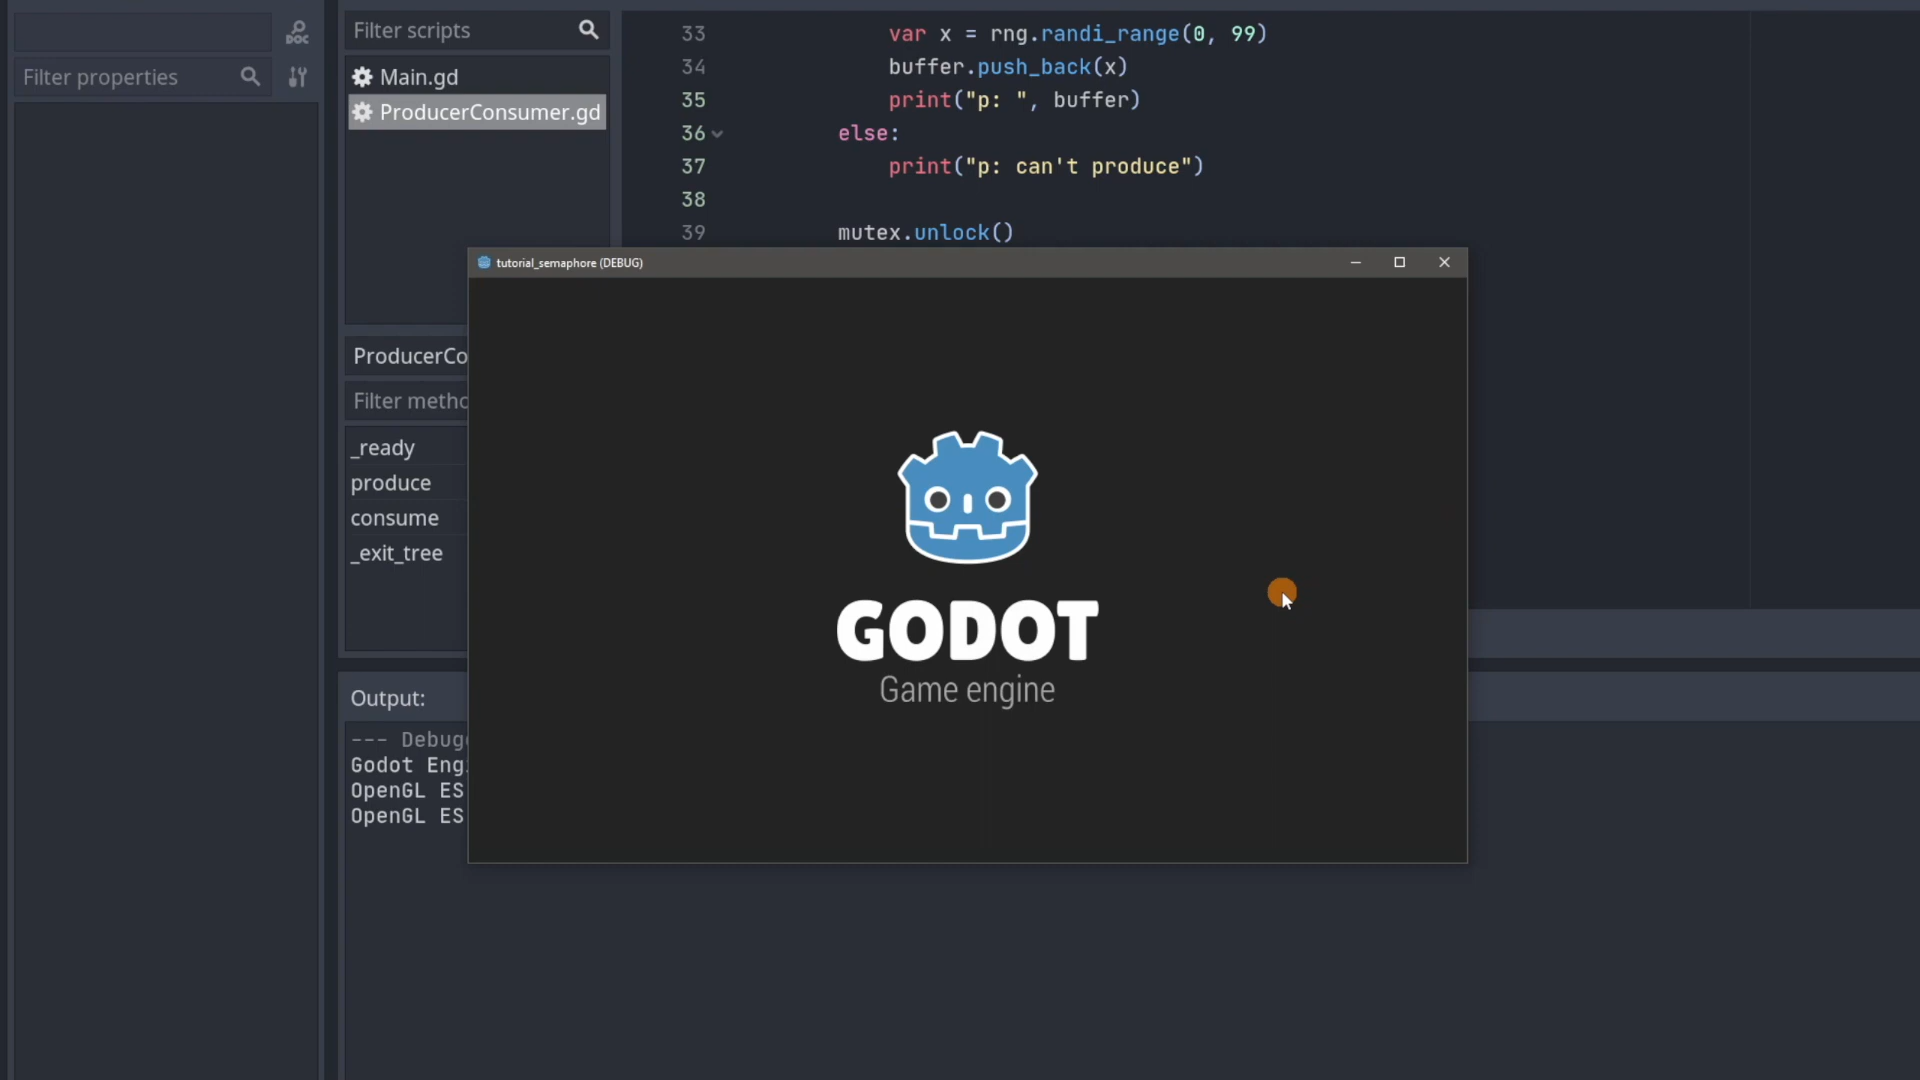 DOC
Filter properties
Filter scripts
Main.gd
ProducerConsumer.gd
33 var x = rng.randi_range(0, 99)
34 buffer.push_back(x)
35 print("p: ", buffer)
36 else:
37 print("p: can't produce")
38
39 mutex.unlock()
tutorial_semaphore (DEBUG)
GODOT
Game engine
ProducerCo
Filter metho
_ready
produce
consume
_exit_tree
Output:
--- Debug
Godot Eng
OpenGL ES
OpenGL ES